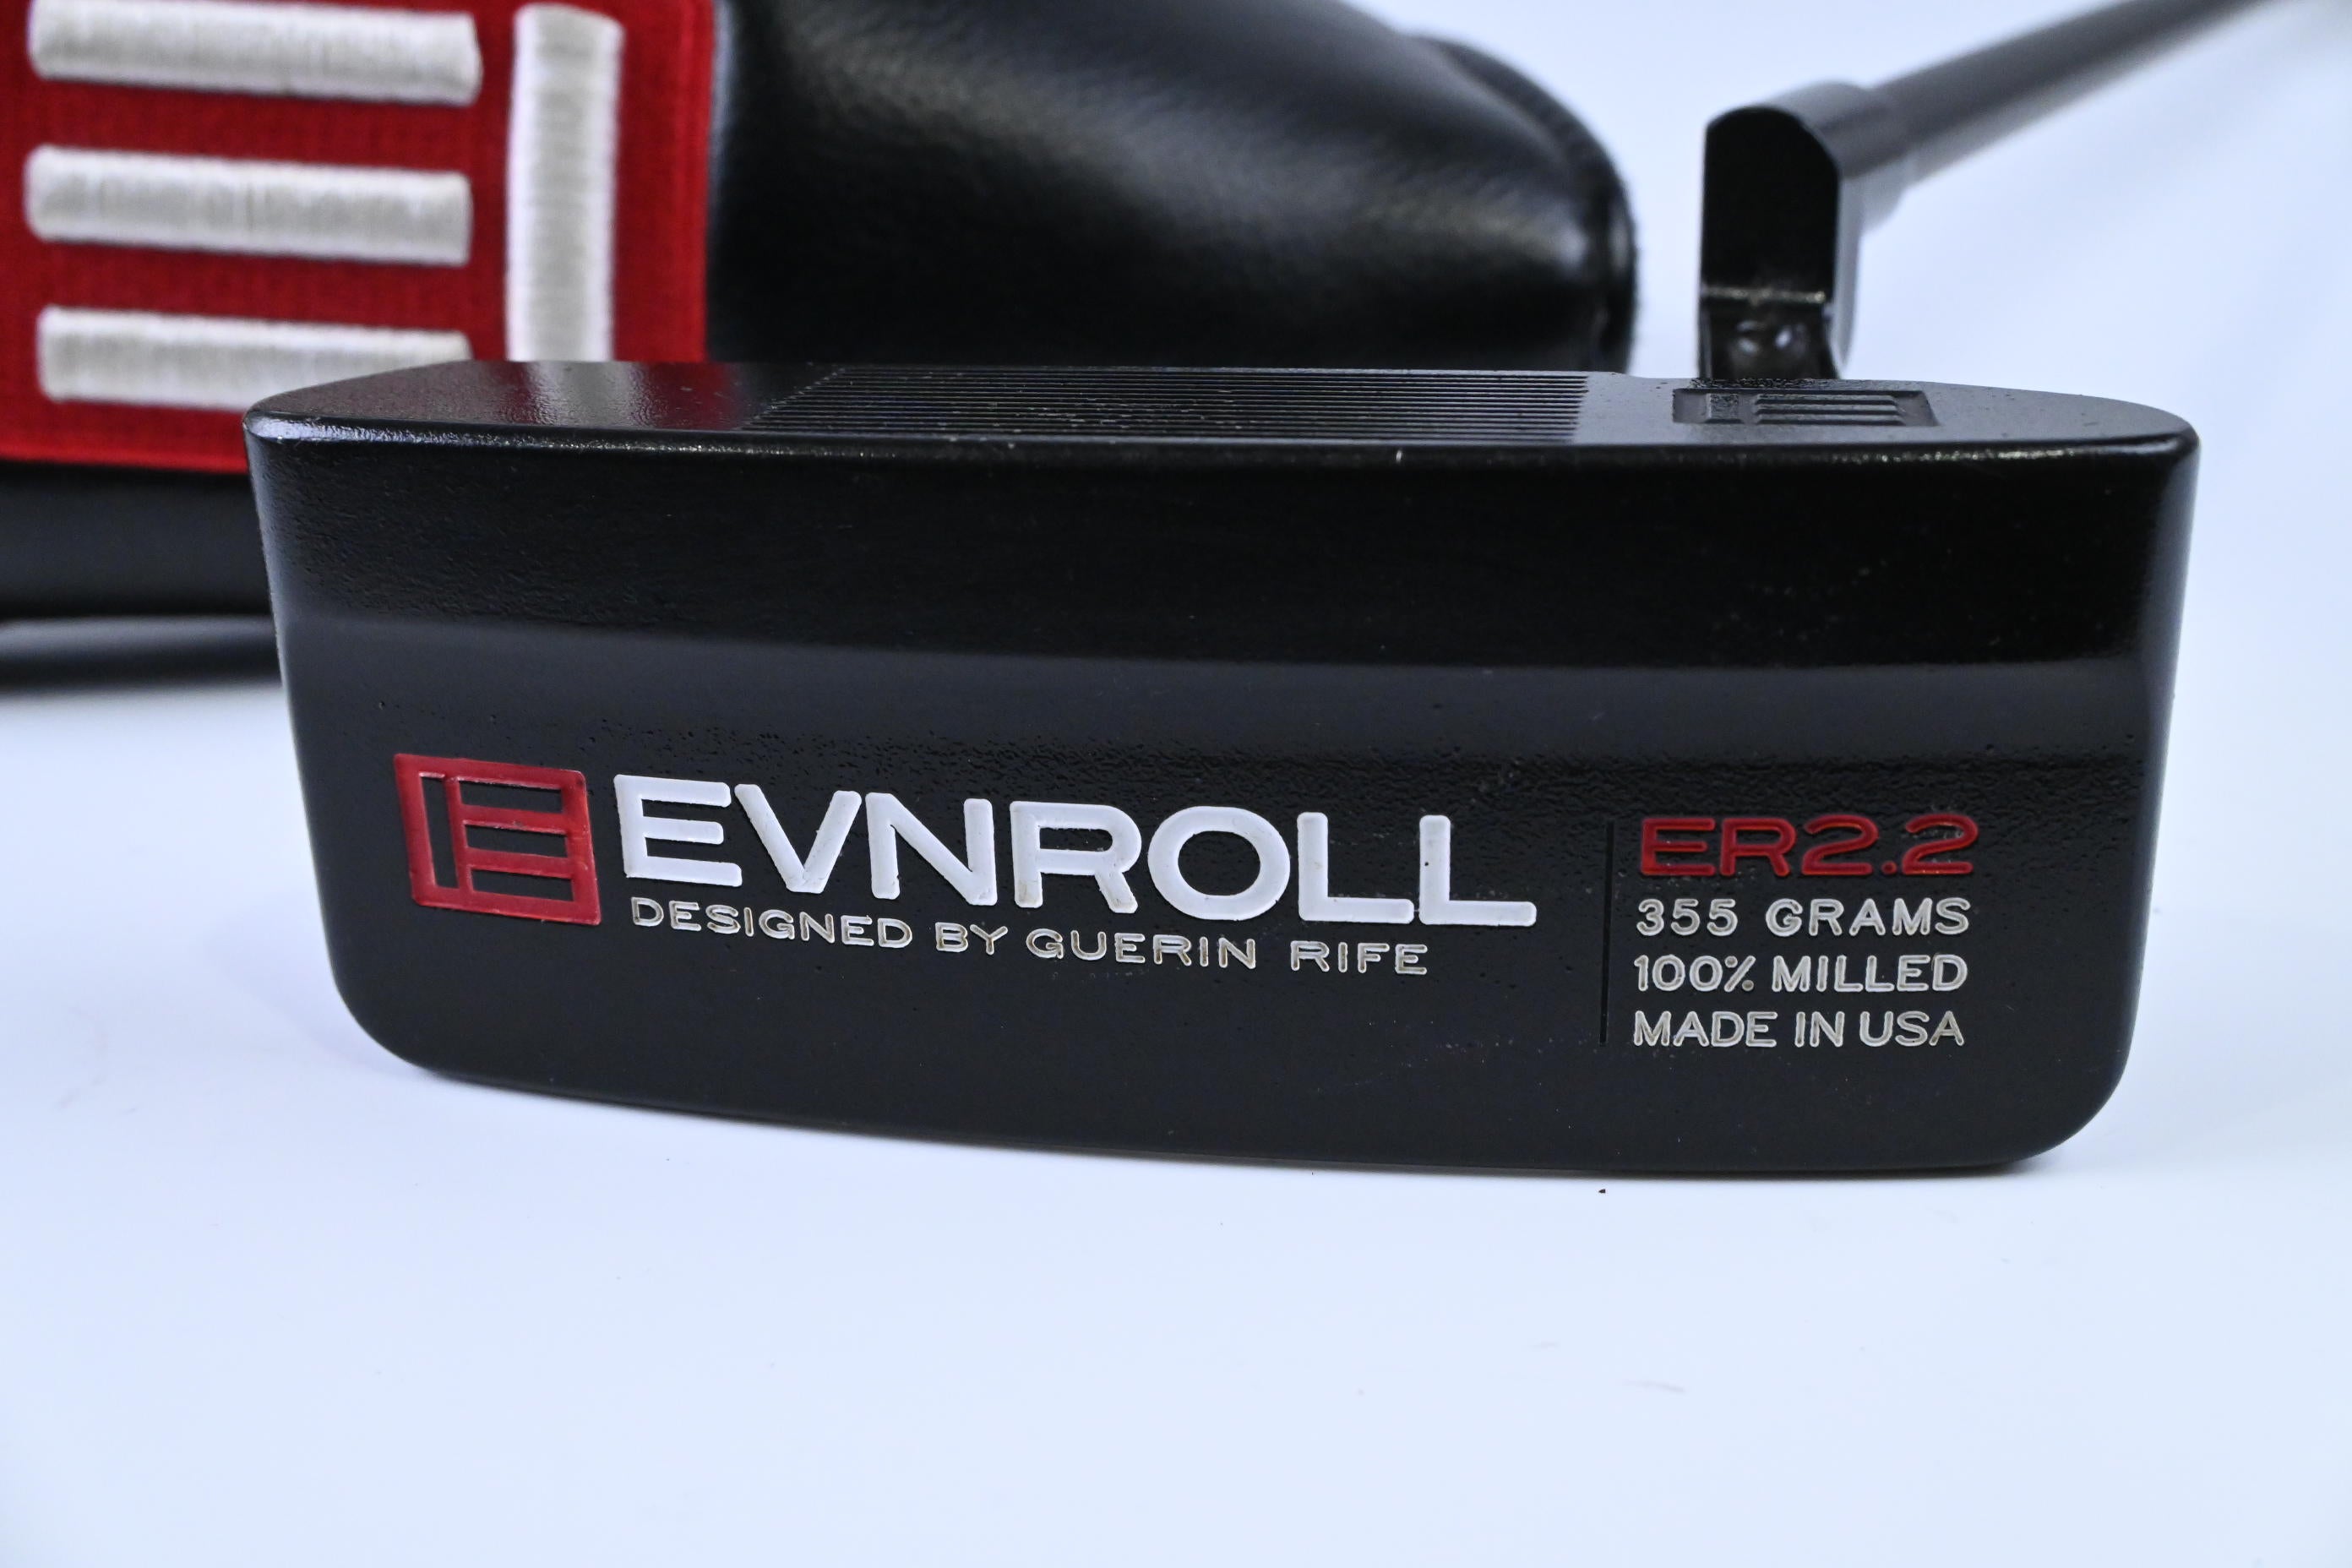 EVNROLL
DESIGNED BY GUERIN RIFE
ER2.2
355 GRAMS
100% MILLED
MADE IN USA